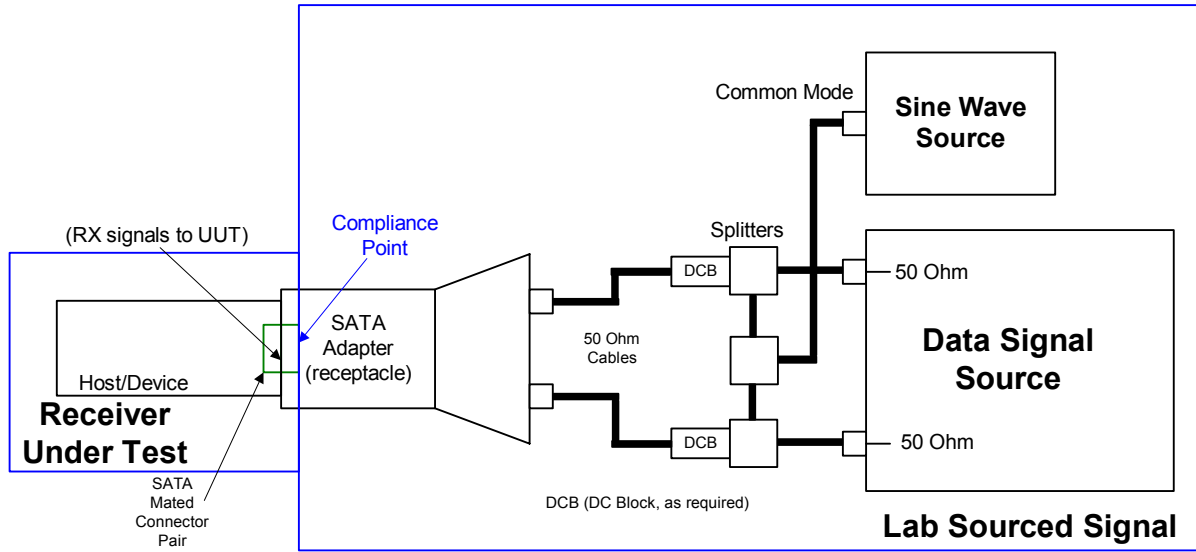 Common Mode
Sine Wave
Source
(RX signals to UUT)
Compliance
Point
Splitters
DCB
50 Ohm
SATA
Adapter
(receptacle)
50 Ohm
Cables
Data Signal
Source
Host/Device
Receiver
Under Test
DCB
50 Ohm
SATA
Mated
Connector
Pair
DCB (DC Block, as required)
Lab Sourced Signal